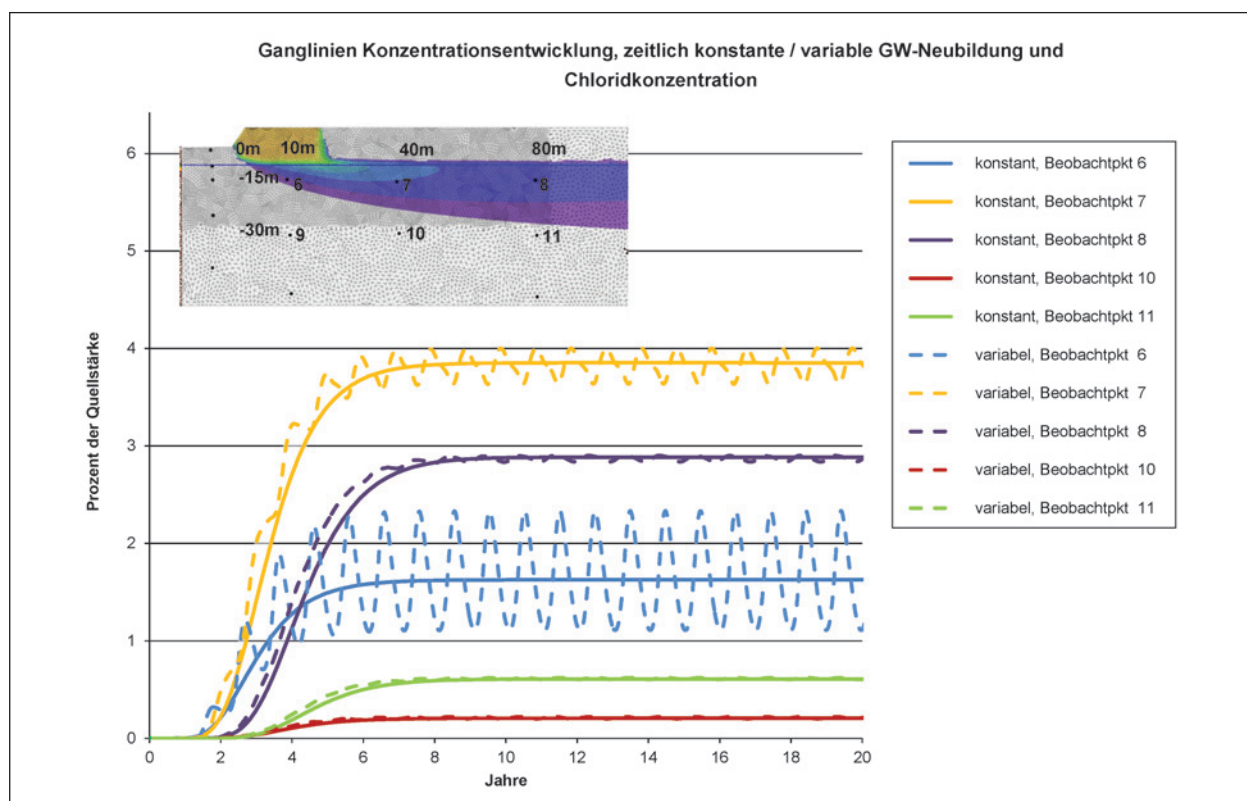 Ganglinien Konzentrationsentwicklung, zeitlich konstante / variable GW-Neubildung und
Chloridkonzentration
Prozent der Quellstärke
6
5
4
3
2
1
0
0m 10m 40m 80m
-15m 6 7 8
-30m 9 10 11
0 2 4 6 8 10 12 14 16 18 20
Jahre
konstant, Beobachtpkt 6
konstant, Beobachtpkt 7
konstant, Beobachtpkt 8
konstant, Beobachtpkt 10
konstant, Beobachtpkt 11
variabel, Beobachtpkt 6
variabel, Beobachtpkt 7
variabel, Beobachtpkt 8
variabel, Beobachtpkt 10
variabel, Beobachtpkt 11